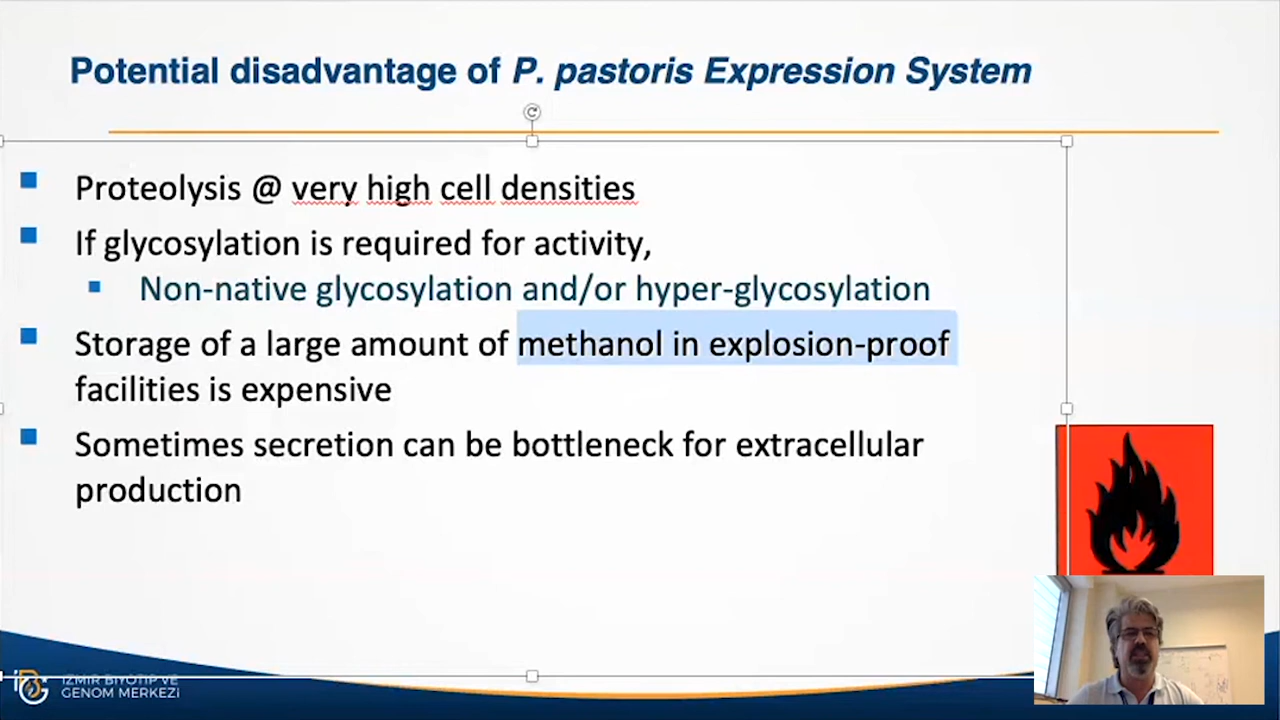 Potential disadvantage of P. pastoris Expression System
Proteolysis @ very high cell densities
If glycosylation is required for activity,
Non-native glycosylation and/or hyper-glycosylation
Storage of a large amount of methanol in explosion-proof
facilities is expensive
Sometimes secretion can be bottleneck for extracellular
production
İZMİR BİYOTIP VE
GENOM MERKEZİ